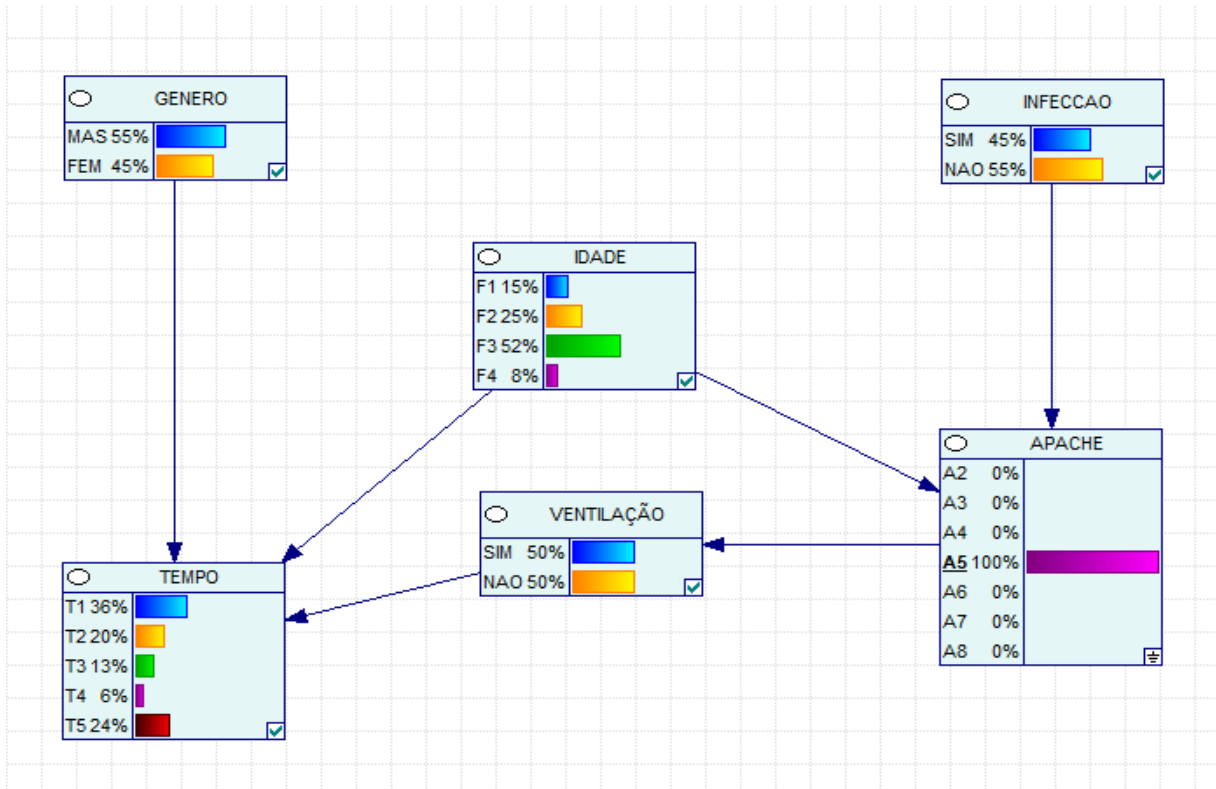 GENERO
MAS 55%
FEM 45%
INFECCAO
SIM 45%
NAO 55%
IDADE
F1 15%
F2 25%
F3 52%
F4 8%
APACHE
A2 0%
A3 0%
A4 0%
A5 100%
A6 0%
A7 0%
A8 0%
VENTILAÇÃO
SIM 50%
NAO 50%
TEMPO
T1 36%
T2 20%
T3 13%
T4 6%
T5 24%